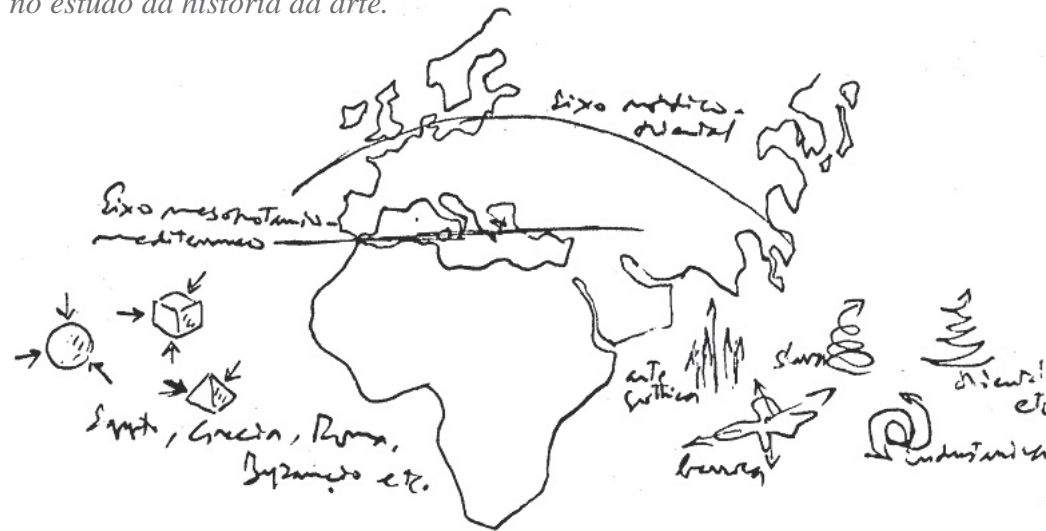 no estudo da história da arte.
Eixo nórdico-
oriental
Eixo mesopotamio-
mediterraneo
arte
gothica
slava
oriental
etc
Egypto, Grecia, Roma,
Byzancio etc.
barroca